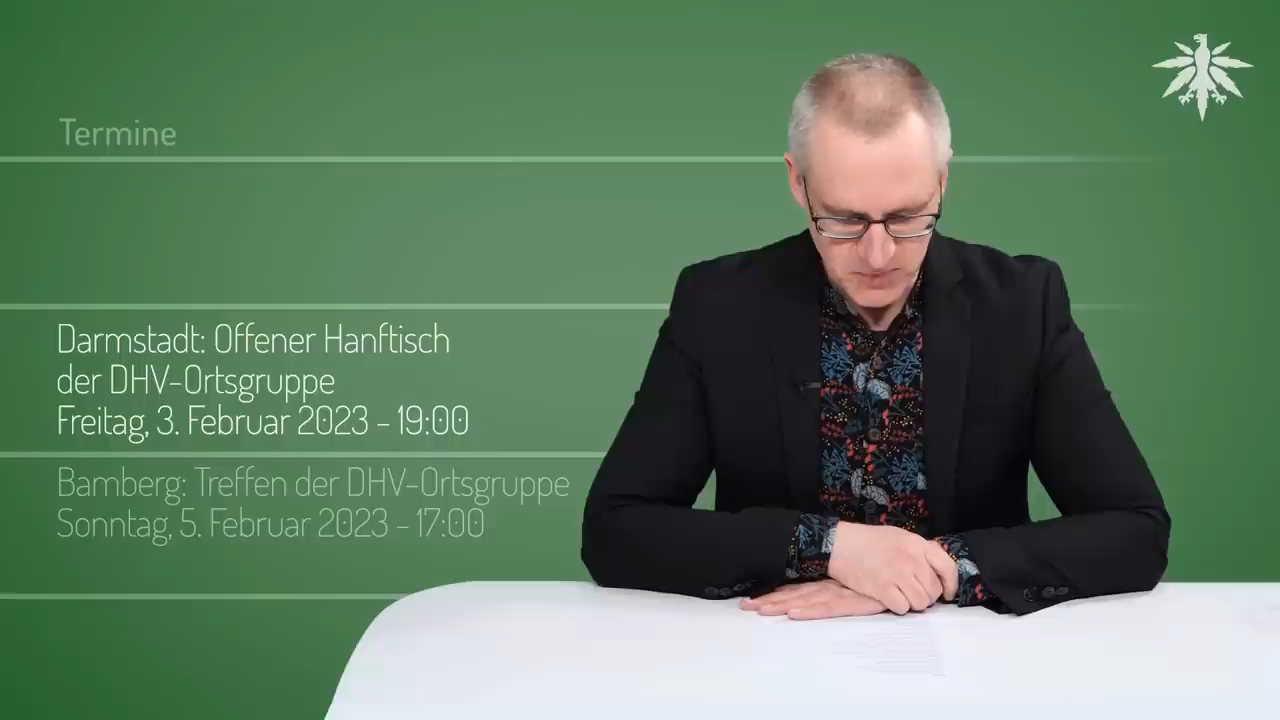 Termine
Darmstadt: Offener Hanftisch
der DHV-Ortsgruppe
Freitag, 3. Februar 2023 – 19:00
Bamberg: Treffen der DHV-Ortsgruppe
Sonntag, 5. Februar 2023 – 17:00